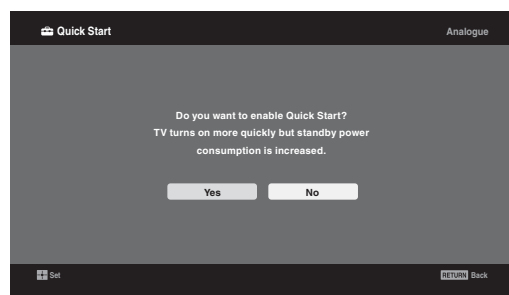 Quick Start
Analogue
Do you want to enable Quick Start?
TV turns on more quickly but standby power
consumption is increased.
Yes
No
Set
RETURN Back